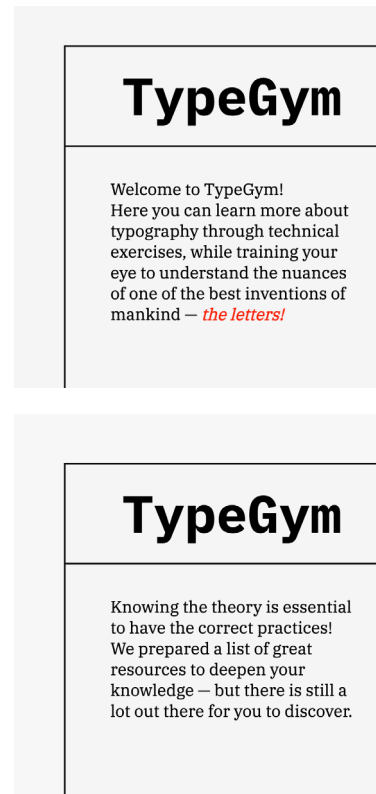 TypeGym
Welcome to TypeGym!
Here you can learn more about
typography through technical
exercises, while training your
eye to understand the nuances
of one of the best inventions of
mankind — the letters!
TypeGym
Knowing the theory is essential
to have the correct practices!
We prepared a list of great
resources to deepen your
knowledge — but there is still a
lot out there for you to discover.